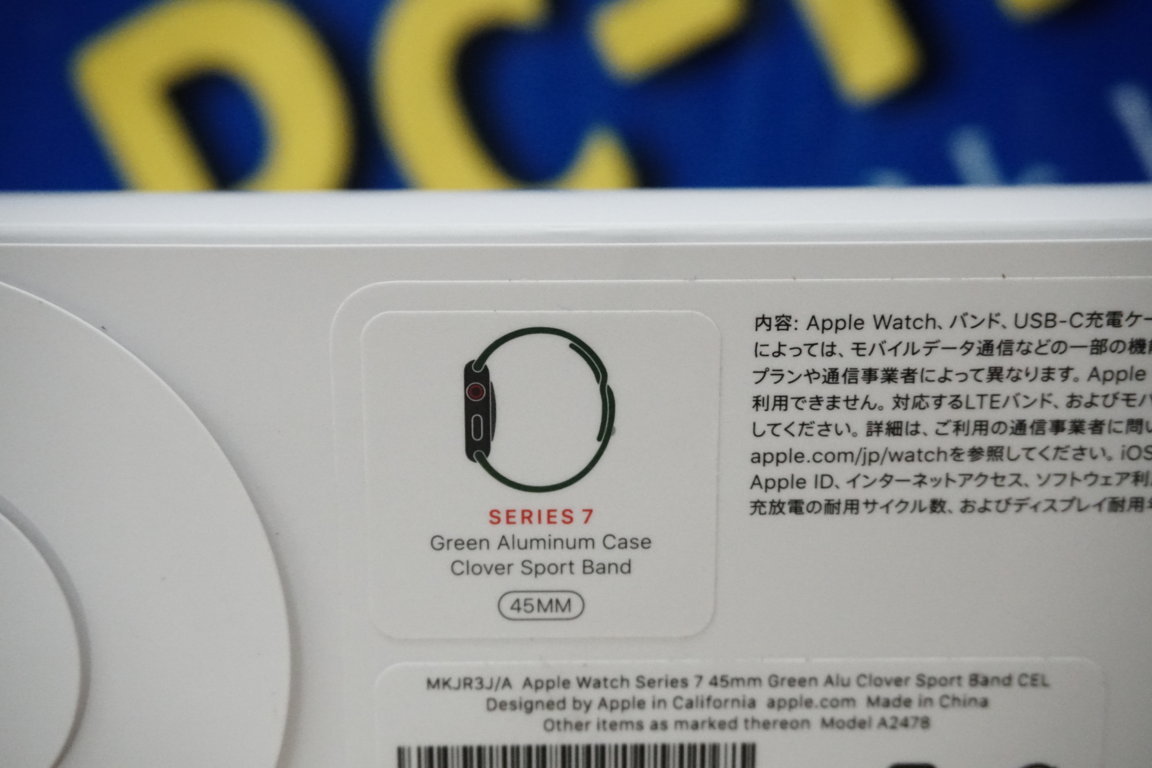 SERIES 7
Green Aluminum Case
Clover Sport Band
45MM
内容: Apple Watch、バンド、USB-C充電ケー
によっては、モバイルデータ通信などの一部の機能
プランや通信事業者によって異なります。Apple
利用できません。対応するLTEバンド、およびモバ
してください。詳細は、ご利用の通信事業者に問い
apple.com/jp/watchを参照してください。iOS
Apple ID、インターネットアクセス、ソフトウェア利
充放電の耐用サイクル数、およびディスプレイ耐用
MKJR3J/A Apple Watch Series 7 45mm Green Alu Clover Sport Band CEL
Designed by Apple in California apple.com Made in China
Other items as marked thereon Model A2478